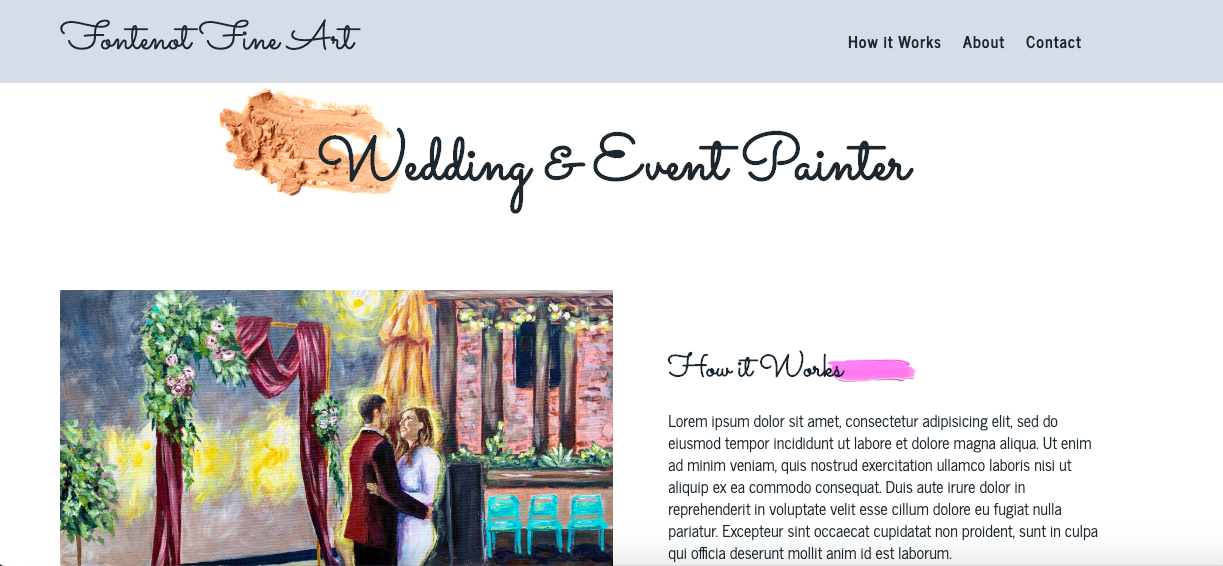 Fontenot Fine Art
How it Works About Contact
Wedding & Event Painter
How it Works
Lorem ipsum dolor sit amet, consectetur adipisicing elit, sed do
eiusmod tempor incididunt ut labore et dolore magna aliqua. Ut enim
ad minim veniam, quis nostrud exercitation ullamco laboris nisi ut
aliquip ex ea commodo consequat. Duis aute irure dolor in
reprehenderit in voluptate velit esse cillum dolore eu fugiat nulla
pariatur. Excepteur sint occaecat cupidatat non proident, sunt in culpa
qui officia deserunt mollit anim id est laborum.